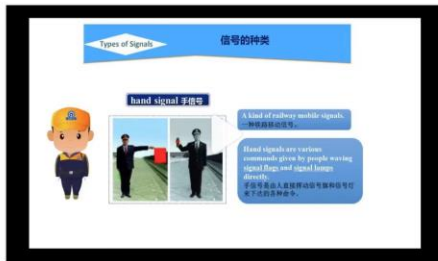 Types of Signals
信号的种类
hand signal 手信号
A kind of railway mobile signals.
一种铁路移动信号。
Hand signals are various
commands given by people waving
signal flags and signal lamps
directly.
手信号是由人直接移动信号旗和信号灯
来下达的各种命令。